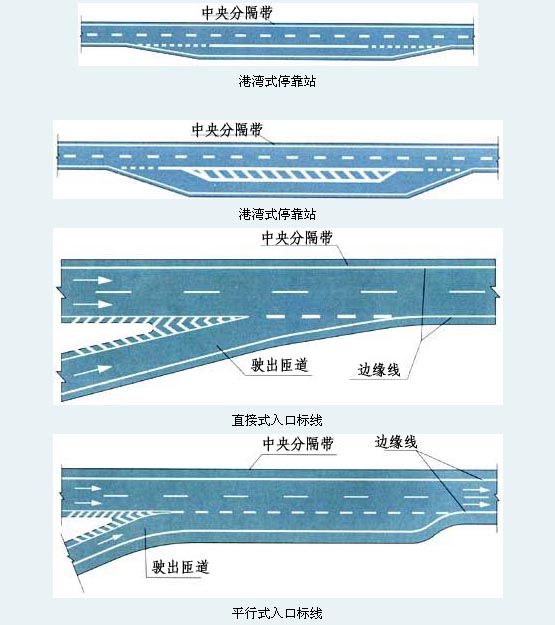 中央分隔带
港湾式停靠站
中央分隔带
港湾式停靠站
中央分隔带
驶出匝道
边缘线
直接式入口标线
中央分隔带
边缘线
驶出匝道
平行式入口标线